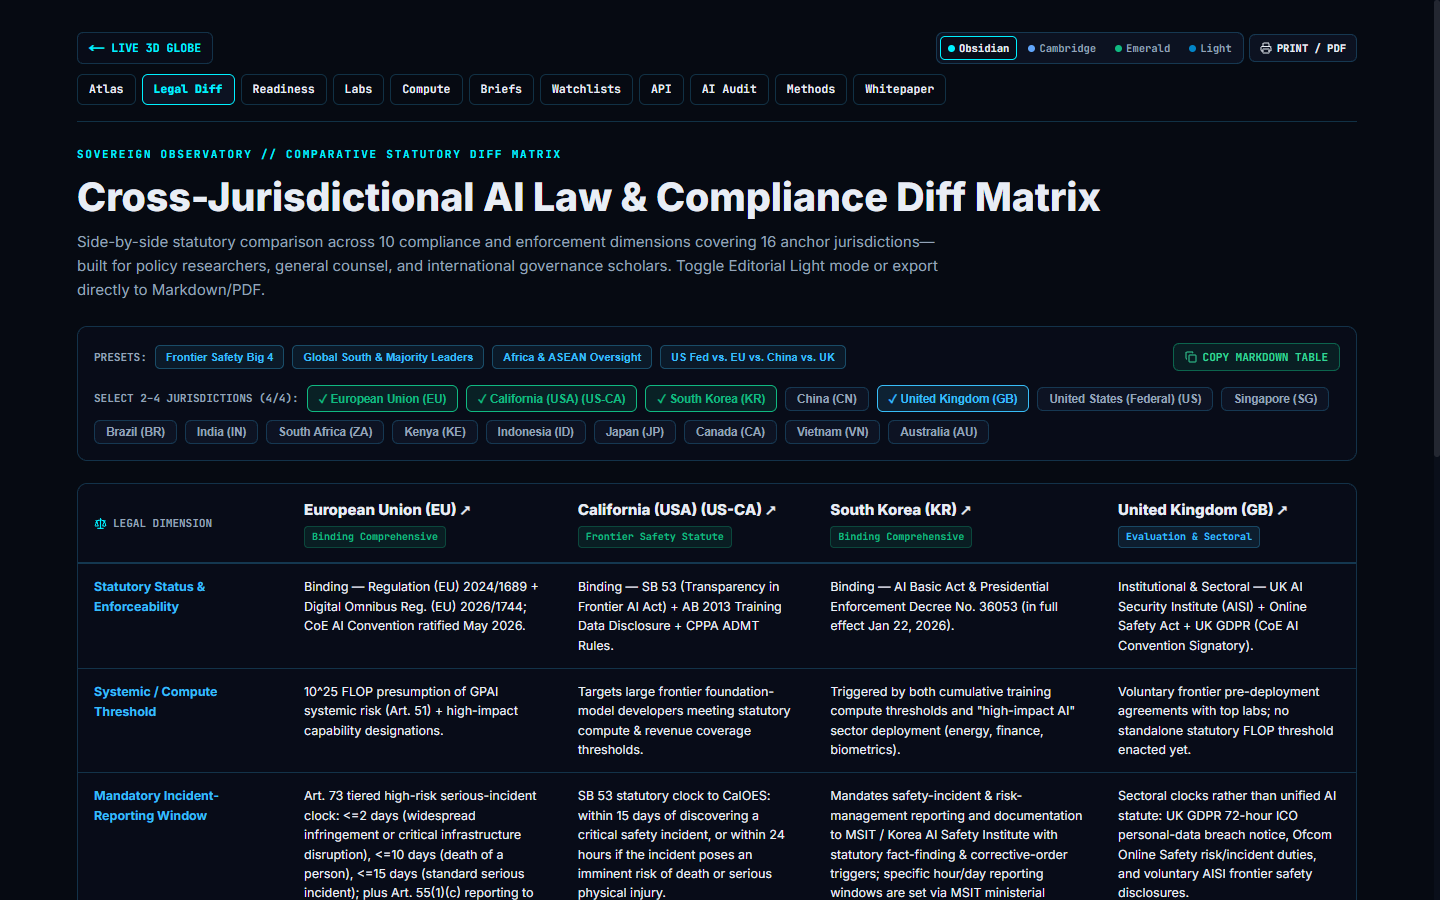 ← LIVE 3D GLOBE
Obsidian Cambridge Emerald Light PRINT / PDF
Atlas Legal Diff Readiness Labs Compute Briefs Watchlists API AI Audit Methods Whitepaper
SOVEREIGN OBSERVATORY // COMPARATIVE STATUTORY DIFF MATRIX
Cross-Jurisdictional AI Law & Compliance Diff Matrix
Side-by-side statutory comparison across 10 compliance and enforcement dimensions covering 16 anchor jurisdictions—
built for policy researchers, general counsel, and international governance scholars. Toggle Editorial Light mode or export
directly to Markdown/PDF.
PRESETS: Frontier Safety Big 4 Global South & Majority Leaders Africa & ASEAN Oversight US Fed vs. EU vs. China vs. UK COPY MARKDOWN TABLE
SELECT 2–4 JURISDICTIONS (4/4): ✓ European Union (EU) ✓ California (USA) (US-CA) ✓ South Korea (KR) China (CN) ✓ United Kingdom (GB) United States (Federal) (US) Singapore (SG)
Brazil (BR) India (IN) South Africa (ZA) Kenya (KE) Indonesia (ID) Japan (JP) Canada (CA) Vietnam (VN) Australia (AU)
LEGAL DIMENSION
European Union (EU) ↗
Binding Comprehensive
California (USA) (US-CA) ↗
Frontier Safety Statute
South Korea (KR) ↗
Binding Comprehensive
United Kingdom (GB) ↗
Evaluation & Sectoral
Statutory Status &
Enforceability
Binding — Regulation (EU) 2024/1689 +
Digital Omnibus Reg. (EU) 2026/1744;
CoE AI Convention ratified May 2026.
Binding — SB 53 (Transparency in
Frontier AI Act) + AB 2013 Training
Data Disclosure + CPPA ADMT
Rules.
Binding — AI Basic Act & Presidential
Enforcement Decree No. 36053 (in full
effect Jan 22, 2026).
Institutional & Sectoral — UK AI
Security Institute (AISI) + Online
Safety Act + UK GDPR (CoE AI
Convention Signatory).
Systemic / Compute
Threshold
10^25 FLOP presumption of GPAI
systemic risk (Art. 51) + high-impact
capability designations.
Targets large frontier foundation-
model developers meeting statutory
compute & revenue coverage
thresholds.
Triggered by both cumulative training
compute thresholds and "high-impact AI"
sector deployment (energy, finance,
biometrics).
Voluntary frontier pre-deployment
agreements with top labs; no
standalone statutory FLOP threshold
enacted yet.
Mandatory Incident-
Reporting Window
Art. 73 tiered high-risk serious-incident
clock: <=2 days (widespread
infringement or critical infrastructure
disruption), <=10 days (death of a
person), <=15 days (standard serious
incident); plus Art. 55(1)(c) reporting to
SB 53 statutory clock to CalOES:
within 15 days of discovering a
critical safety incident, or within 24
hours if the incident poses an
imminent risk of death or serious
physical injury.
Mandates safety-incident & risk-
management reporting and documentation
to MSIT / Korea AI Safety Institute with
statutory fact-finding & corrective-order
triggers; specific hour/day reporting
windows are set via MSIT ministerial
Sectoral clocks rather than unified AI
statute: UK GDPR 72-hour ICO
personal-data breach notice, Ofcom
Online Safety risk/incident duties,
and voluntary AISI frontier safety
disclosures.